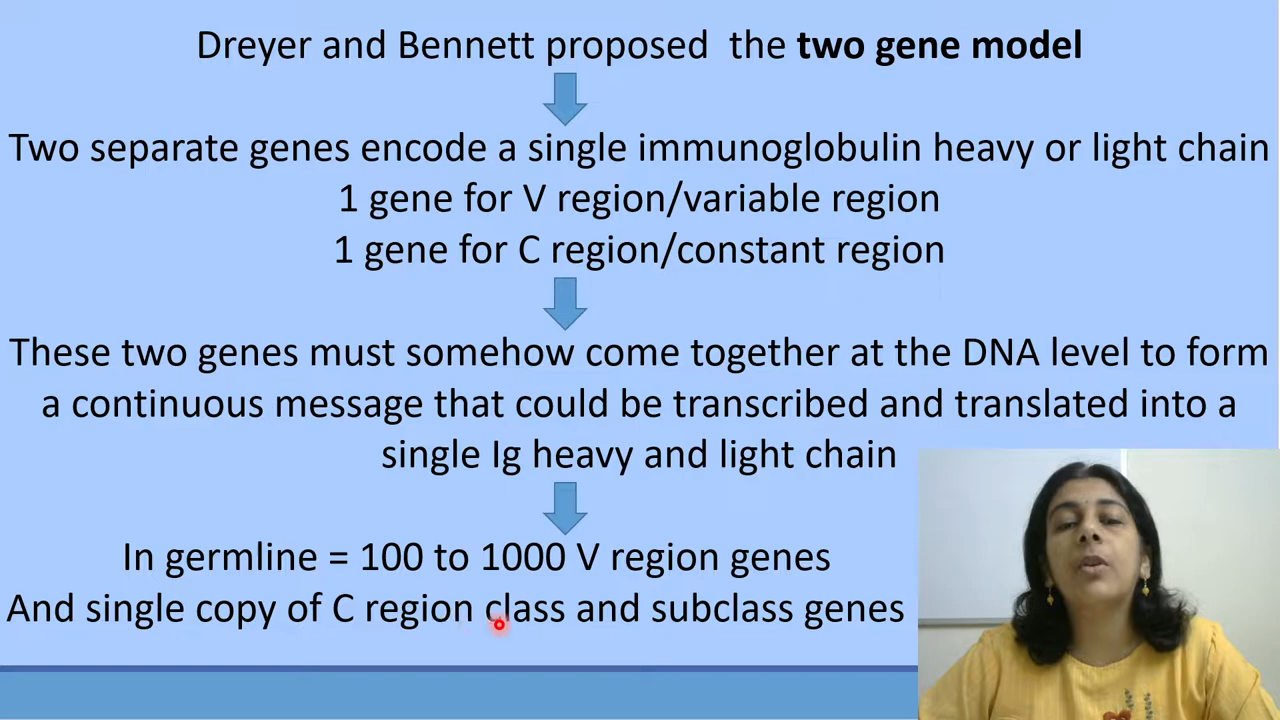 Dreyer and Bennett proposed the two gene model
Two separate genes encode a single immunoglobulin heavy or light chain
1 gene for V region/variable region
1 gene for C region/constant region
These two genes must somehow come together at the DNA level to form
a continuous message that could be transcribed and translated into a
single Ig heavy and light chain
In germline = 100 to 1000 V region genes
And single copy of C region class and subclass genes